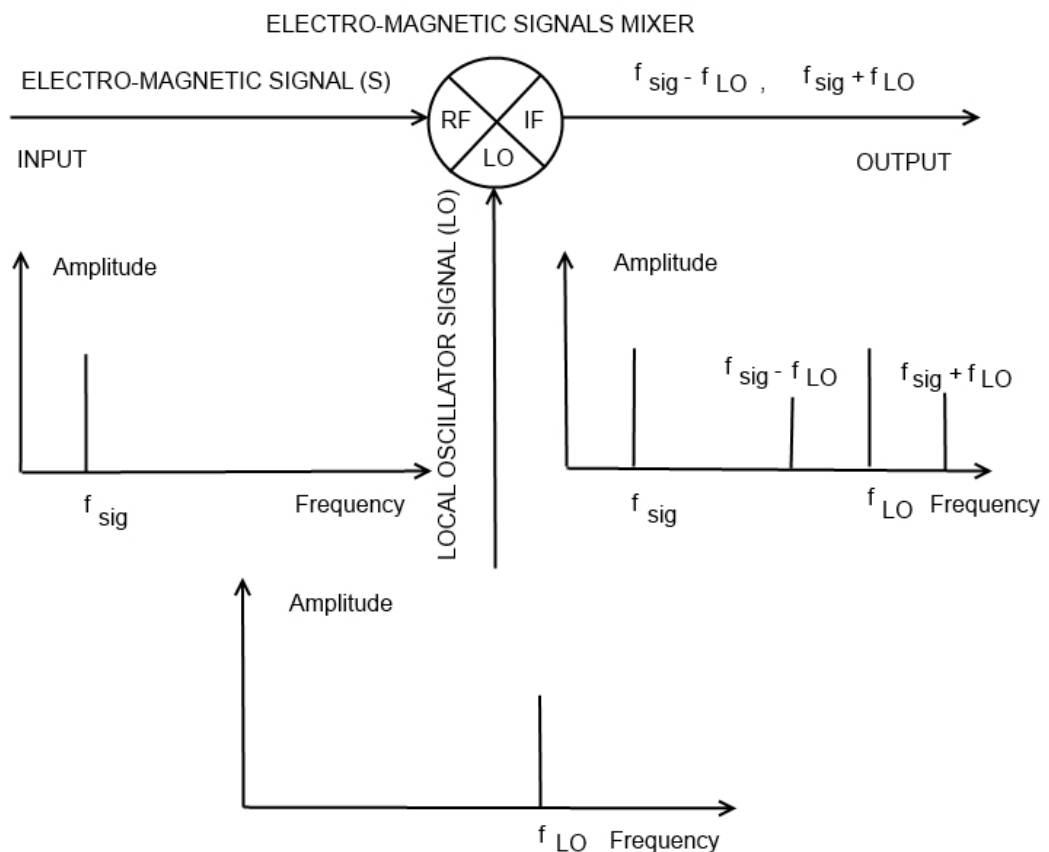 ELECTRO-MAGNETIC SIGNALS MIXER
ELECTRO-MAGNETIC SIGNAL (S)
f sig - f LO , f sig + f LO
RF IF
LO
INPUT
OUTPUT
LOCAL OSCILLATOR SIGNAL (LO)
Amplitude
f sig
Frequency
Amplitude
f sig - f LO
f sig + f LO
f sig
f LO Frequency
Amplitude
f LO Frequency